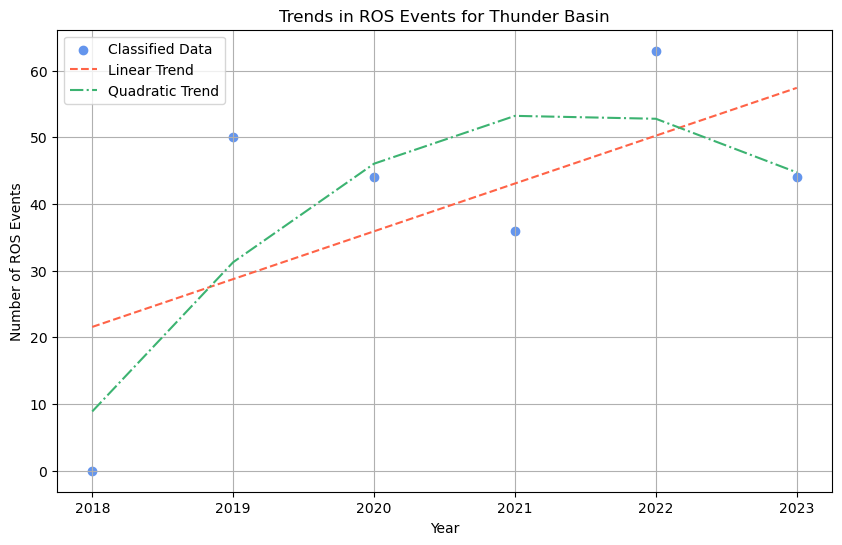 Trends in ROS Events for Thunder Basin
Classified Data
Linear Trend
Quadratic Trend
Number of ROS Events
60
50
40
30
20
10
0
2018 2019 2020 2021 2022 2023
Year